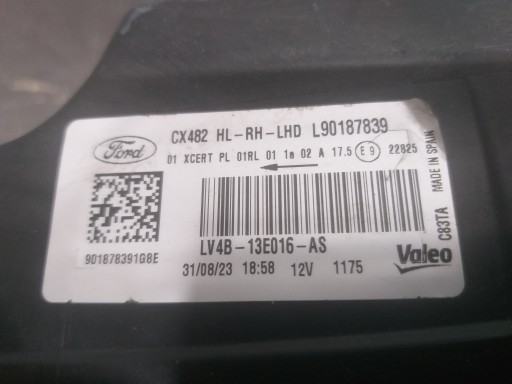 CX482 HL-RH-LHD L90187839
Ford
01 XCERT PL 01RL 01 1a 02 A 17.5 E9 22825
LV4B-13E016-AS
901878391G8E
31/08/23 18:58 12V 1175
Valeo
C83TA
MADE IN SPAIN